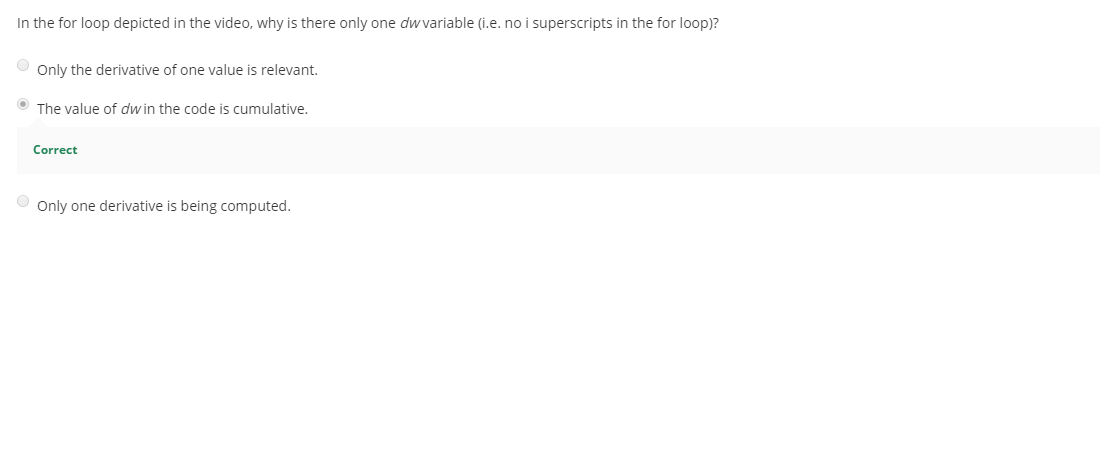 In the for loop depicted in the video, why is there only one dw variable (i.e. no i superscripts in the for loop)?
Only the derivative of one value is relevant.
The value of dw in the code is cumulative.
Correct
Only one derivative is being computed.